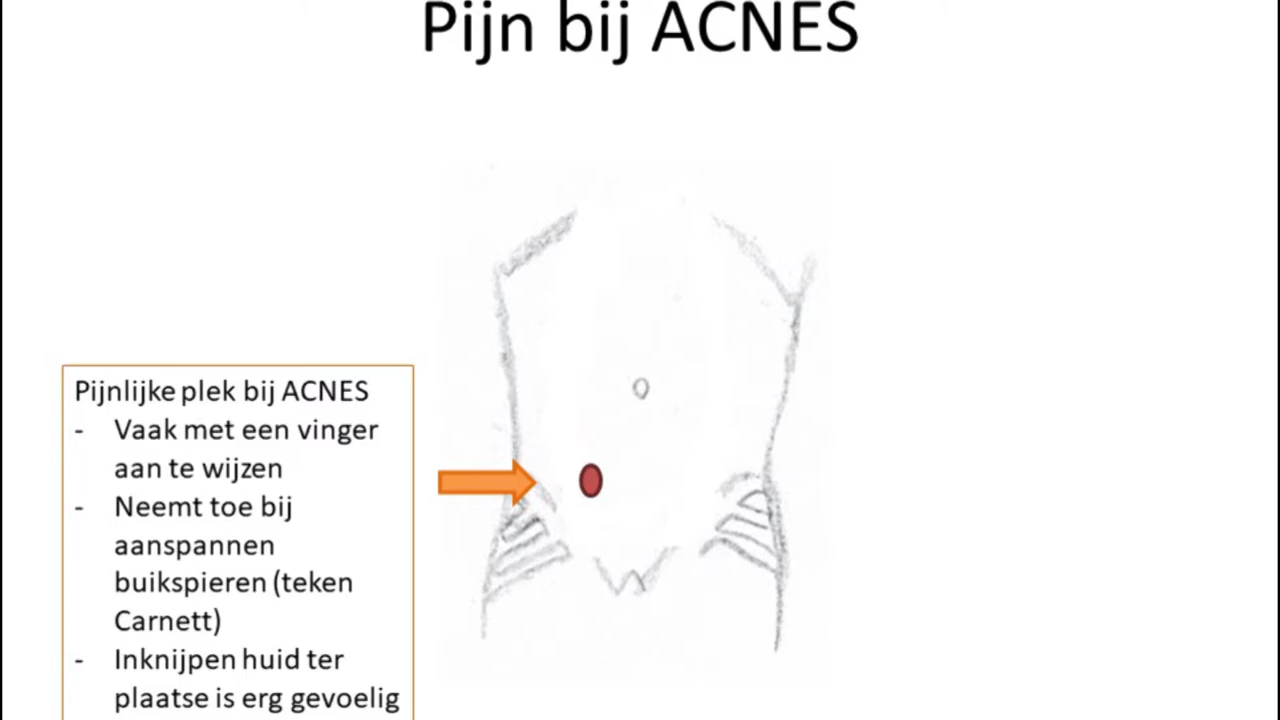 Pijn bij ACNES
Pijnlijke plek bij ACNES
- Vaak met een vinger
aan te wijzen
- Neemt toe bij
aanspannen
buikspieren (teken
Carnett)
- Inknijpen huid ter
plaatse is erg gevoelig